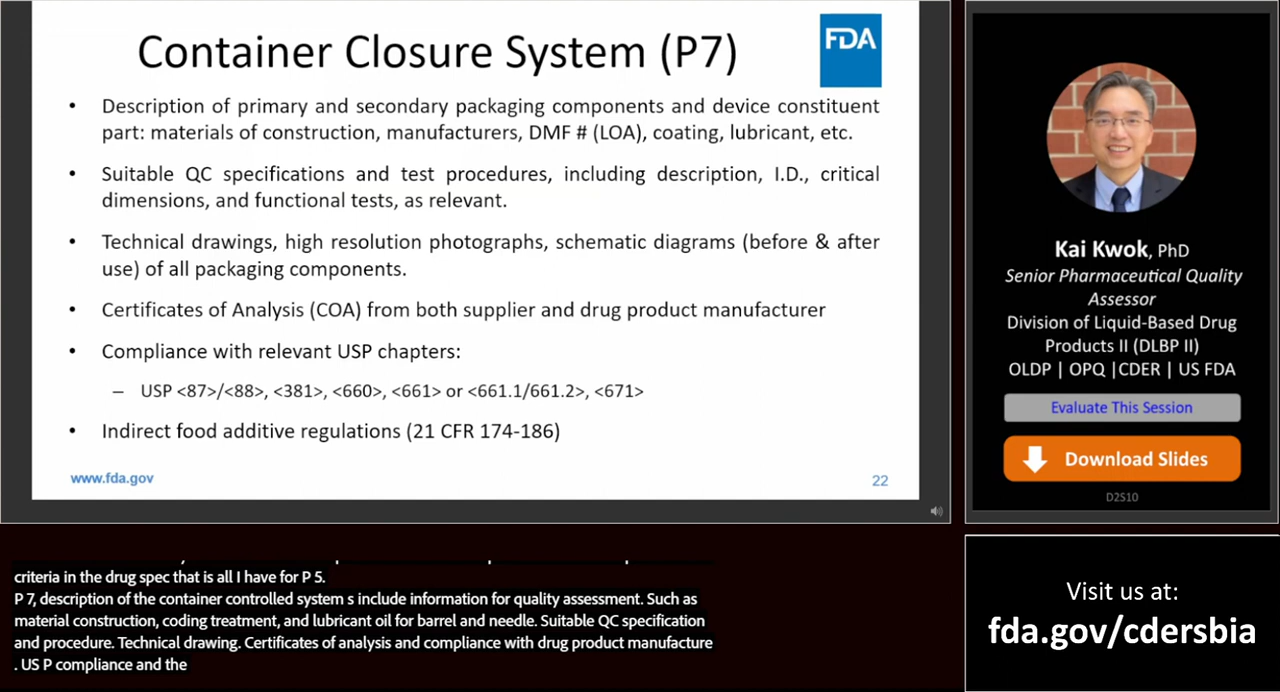 Container Closure System (P7)
FDA
• Description of primary and secondary packaging components and device constituent
part: materials of construction, manufacturers, DMF # (LOA), coating, lubricant, etc.
• Suitable QC specifications and test procedures, including description, I.D., critical
dimensions, and functional tests, as relevant.
• Technical drawings, high resolution photographs, schematic diagrams (before & after
use) of all packaging components.
• Certificates of Analysis (COA) from both supplier and drug product manufacturer
• Compliance with relevant USP chapters:
– USP <87>/<88>, <381>, <660>, <661> or <661.1/661.2>, <671>
• Indirect food additive regulations (21 CFR 174-186)
www.fda.gov
22
Kai Kwok, PhD
Senior Pharmaceutical Quality
Assessor
Division of Liquid-Based Drug
Products II (DLBP II)
OLDP | OPQ |CDER | US FDA
Evaluate This Session
Download Slides
D2S10
criteria in the drug spec that is all I have for P 5.
P 7, description of the container controlled system s include information for quality assessment. Such as
material construction, coding treatment, and lubricant oil for barrel and needle. Suitable QC specification
and procedure. Technical drawing. Certificates of analysis and compliance with drug product manufacture
. US P compliance and the
Visit us at:
fda.gov/cdersbia